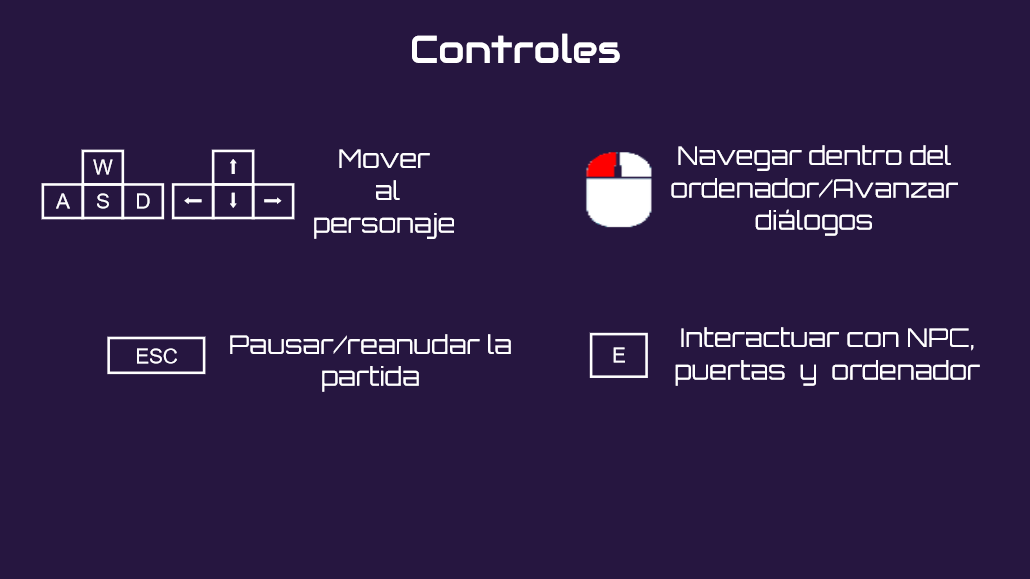 Controles
W
A S D
↑
← ↓ →
Mover
al
personaje
Navegar dentro del
ordenador/Avanzar
diálogos
ESC
Pausar/reanudar la
partida
E
Interactuar con NPC,
puertas y ordenador